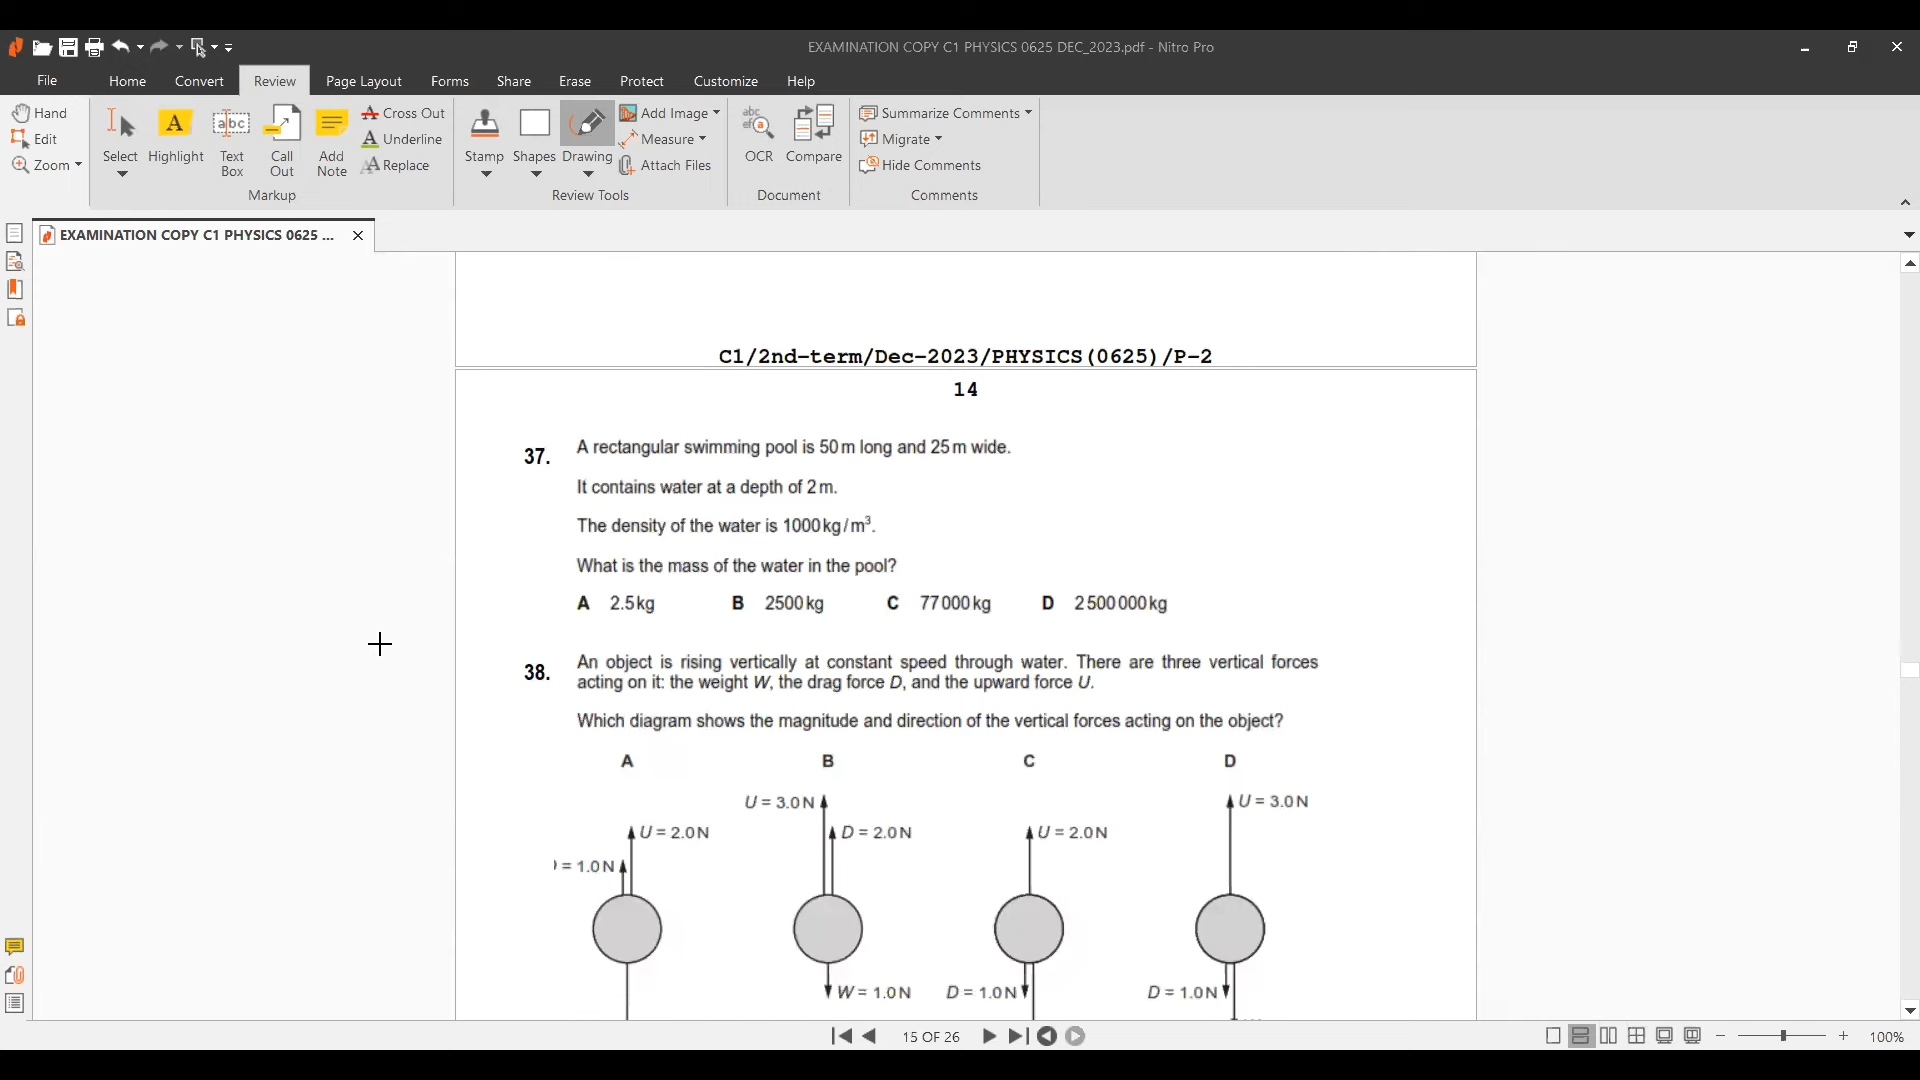 EXAMINATION COPY C1 PHYSICS 0625 DEC_2023.pdf - Nitro Pro
File Home Convert Review Page Layout Forms Share Erase Protect Customize Help
Hand
Edit
Zoom
Select
Highlight
Text Box
Call Out
Add Note
Cross Out
Underline
Replace
Markup
Stamp
Shapes
Drawing
Add Image
Measure
Attach Files
Review Tools
OCR
Compare
Document
Summarize Comments
Migrate
Hide Comments
Comments
EXAMINATION COPY C1 PHYSICS 0625 ...
C1/2nd-term/Dec-2023/PHYSICS(0625)/P-2
14
37. A rectangular swimming pool is 50 m long and 25 m wide.
It contains water at a depth of 2 m.
The density of the water is 1000 kg/m³.
What is the mass of the water in the pool?
A 2.5 kg B 2500 kg C 77 000 kg D 2 500 000 kg
38. An object is rising vertically at constant speed through water. There are three vertical forces
acting on it: the weight W, the drag force D, and the upward force U.
Which diagram shows the magnitude and direction of the vertical forces acting on the object?
A B C D
U = 3.0 N U = 3.0 N
U = 2.0 N D = 2.0 N U = 2.0 N
= 1.0 N
W = 1.0 N D = 1.0 N D = 1.0 N
15 OF 26
100%